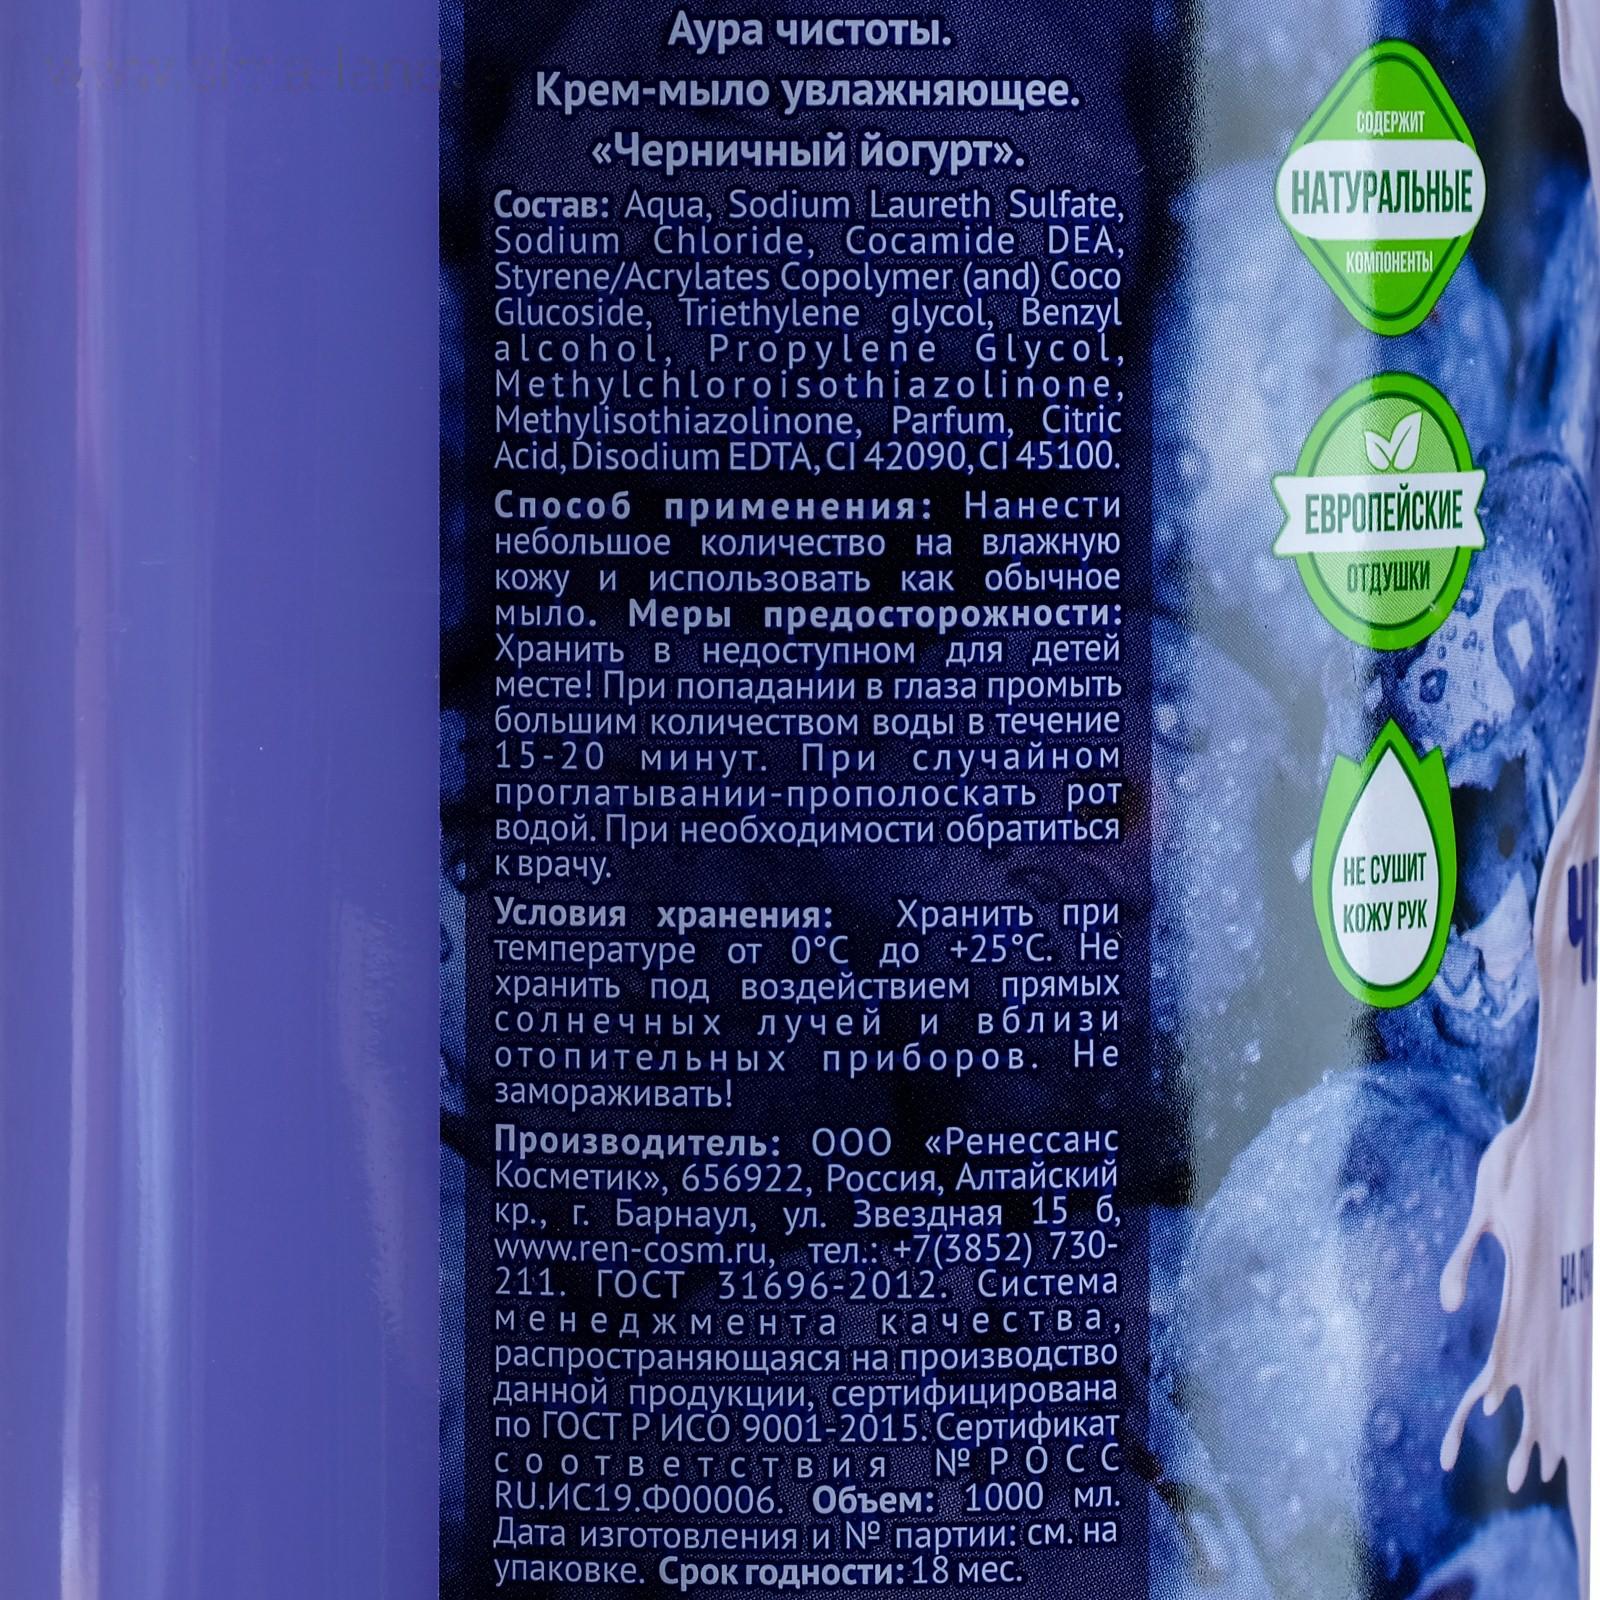 www.sima-land.
Аура чистоты.
Крем-мыло увлажняющее.
«Черничный йогурт».
Состав: Aqua, Sodium Laureth Sulfate,
Sodium Chloride, Cocamide DEA,
Styrene/Acrylates Copolymer (and) Coco
Glucoside, Triethylene glycol, Benzyl
alcohol, Propylene Glycol,
Methylchloroisothiazolinone,
Methylisothiazolinone, Parfum, Citric
Acid, Disodium EDTA, CI 42090, CI 45100.
Способ применения: Нанести
небольшое количество на влажную
кожу и использовать как обычное
мыло. Меры предосторожности:
Хранить в недоступном для детей
месте! При попадании в глаза промыть
большим количеством воды в течение
15-20 минут. При случайном
проглатывании-прополоскать рот
водой. При необходимости обратиться
к врачу.
Условия хранения: Хранить при
температуре от 0°С до +25°С. Не
хранить под воздействием прямых
солнечных лучей и вблизи
отопительных приборов. Не
замораживать!
Производитель: ООО «Ренессанс
Косметик», 656922, Россия, Алтайский
кр., г. Барнаул, ул. Звездная 15 б,
www.ren-cosm.ru, тел.: +7(3852) 730-
211. ГОСТ 31696-2012. Система
менеджмента качества,
распространяющаяся на производство
данной продукции, сертифицирована
по ГОСТ Р ИСО 9001-2015. Сертификат
соответствия №РОСС
RU.ИС19.Ф00006. Объем: 1000 мл.
Дата изготовления и № партии: см. на
упаковке. Срок годности: 18 мес.
СОДЕРЖИТ
НАТУРАЛЬНЫЕ
КОМПОНЕНТЫ
ЕВРОПЕЙСКИЕ
ОТДУШКИ
НЕ СУШИТ
КОЖУ РУК